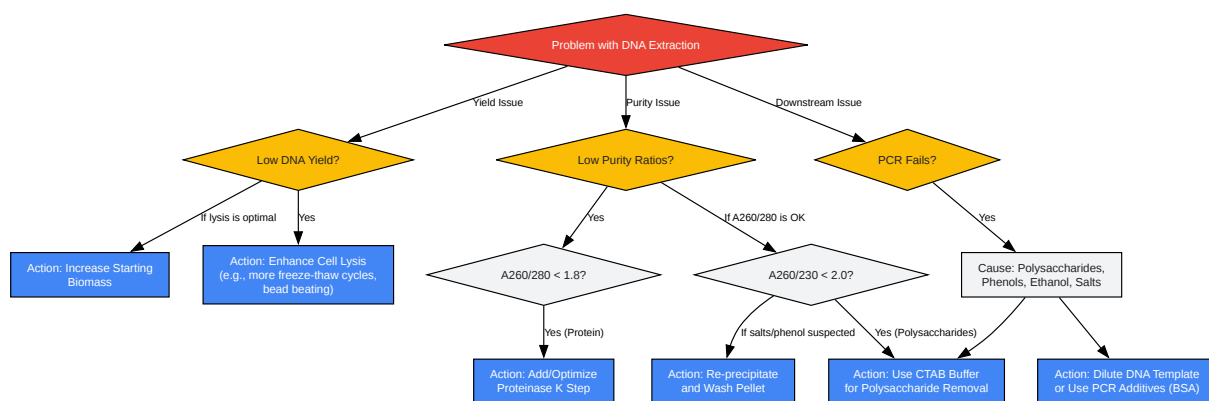 Problem with DNA Extraction
Yield Issue
Purity Issue
Downstream Issue
Low DNA Yield?
Low Purity Ratios?
PCR Fails?
If lysis is optimal
Yes
Yes
If A260/280 is OK
Yes
Action: Increase Starting
Biomass
Action: Enhance Cell Lysis
(e.g., more freeze-thaw cycles,
bead beating)
A260/280 < 1.8?
A260/230 < 2.0?
Cause: Polysaccharides,
Phenols, Ethanol, Salts
Yes (Protein)
If salts/phenol suspected
Yes (Polysaccharides)
Action: Add/Optimize
Proteinase K Step
Action: Re-precipitate
and Wash Pellet
Action: Use CTAB Buffer
for Polysaccharide Removal
Action: Dilute DNA Template
or Use PCR Additives (BSA)